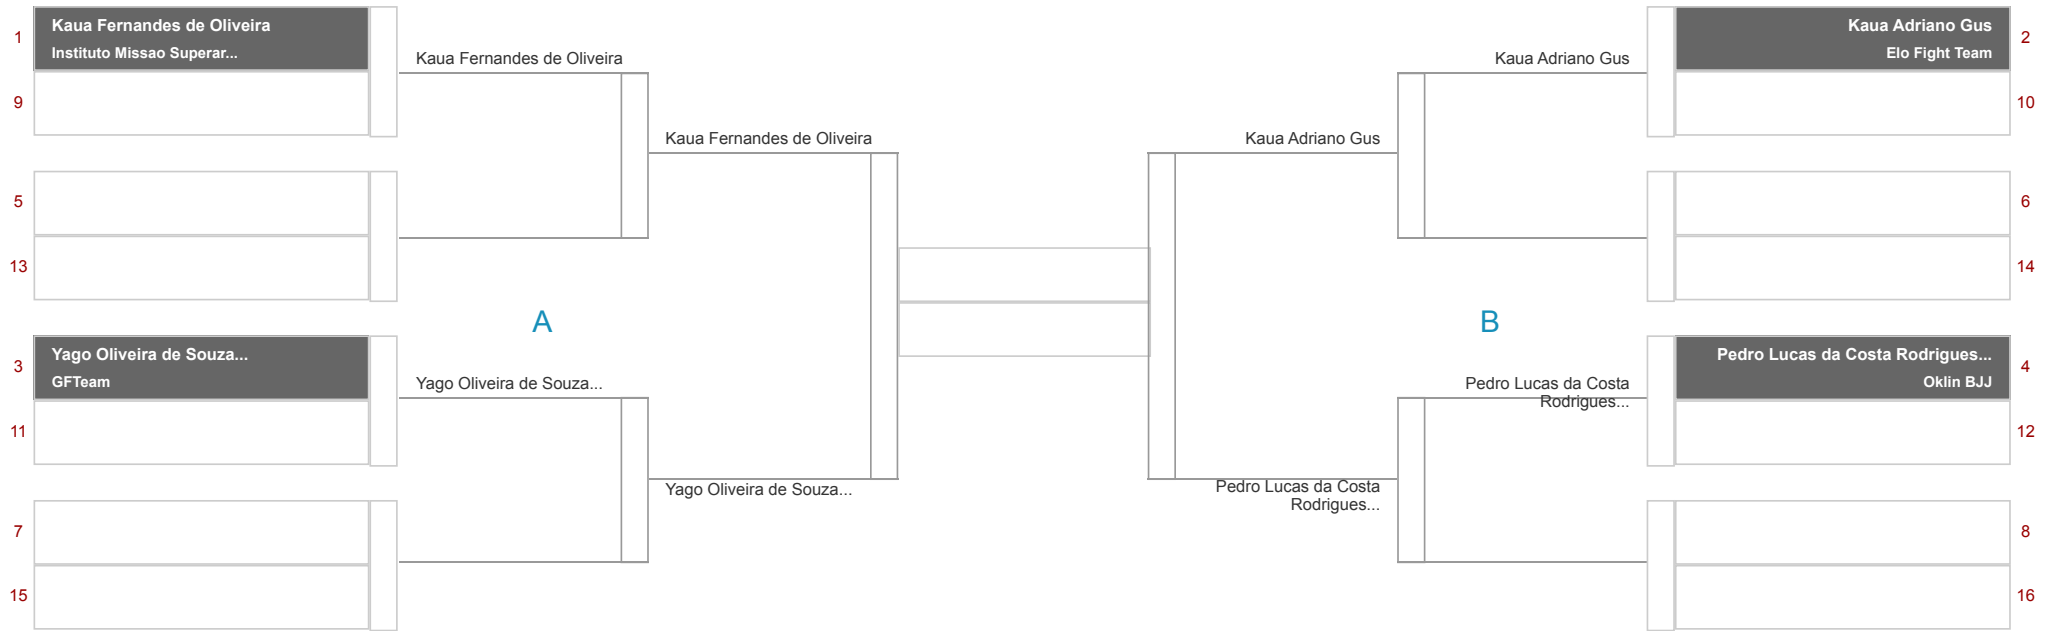 1
Kaua Fernandes de Oliveira
Instituto Missao Superar...
9
5
13
3
Yago Oliveira de Souza...
GFTeam
11
7
15
Kaua Fernandes de Oliveira
Yago Oliveira de Souza...
A
Kaua Fernandes de Oliveira
Yago Oliveira de Souza...
Kaua Adriano Gus
Pedro Lucas da Costa
Rodrigues...
B
Kaua Adriano Gus
Pedro Lucas da Costa
Rodrigues...
Kaua Adriano Gus
Elo Fight Team
2
10
6
14
Pedro Lucas da Costa Rodrigues...
Oklin BJJ
4
12
8
16